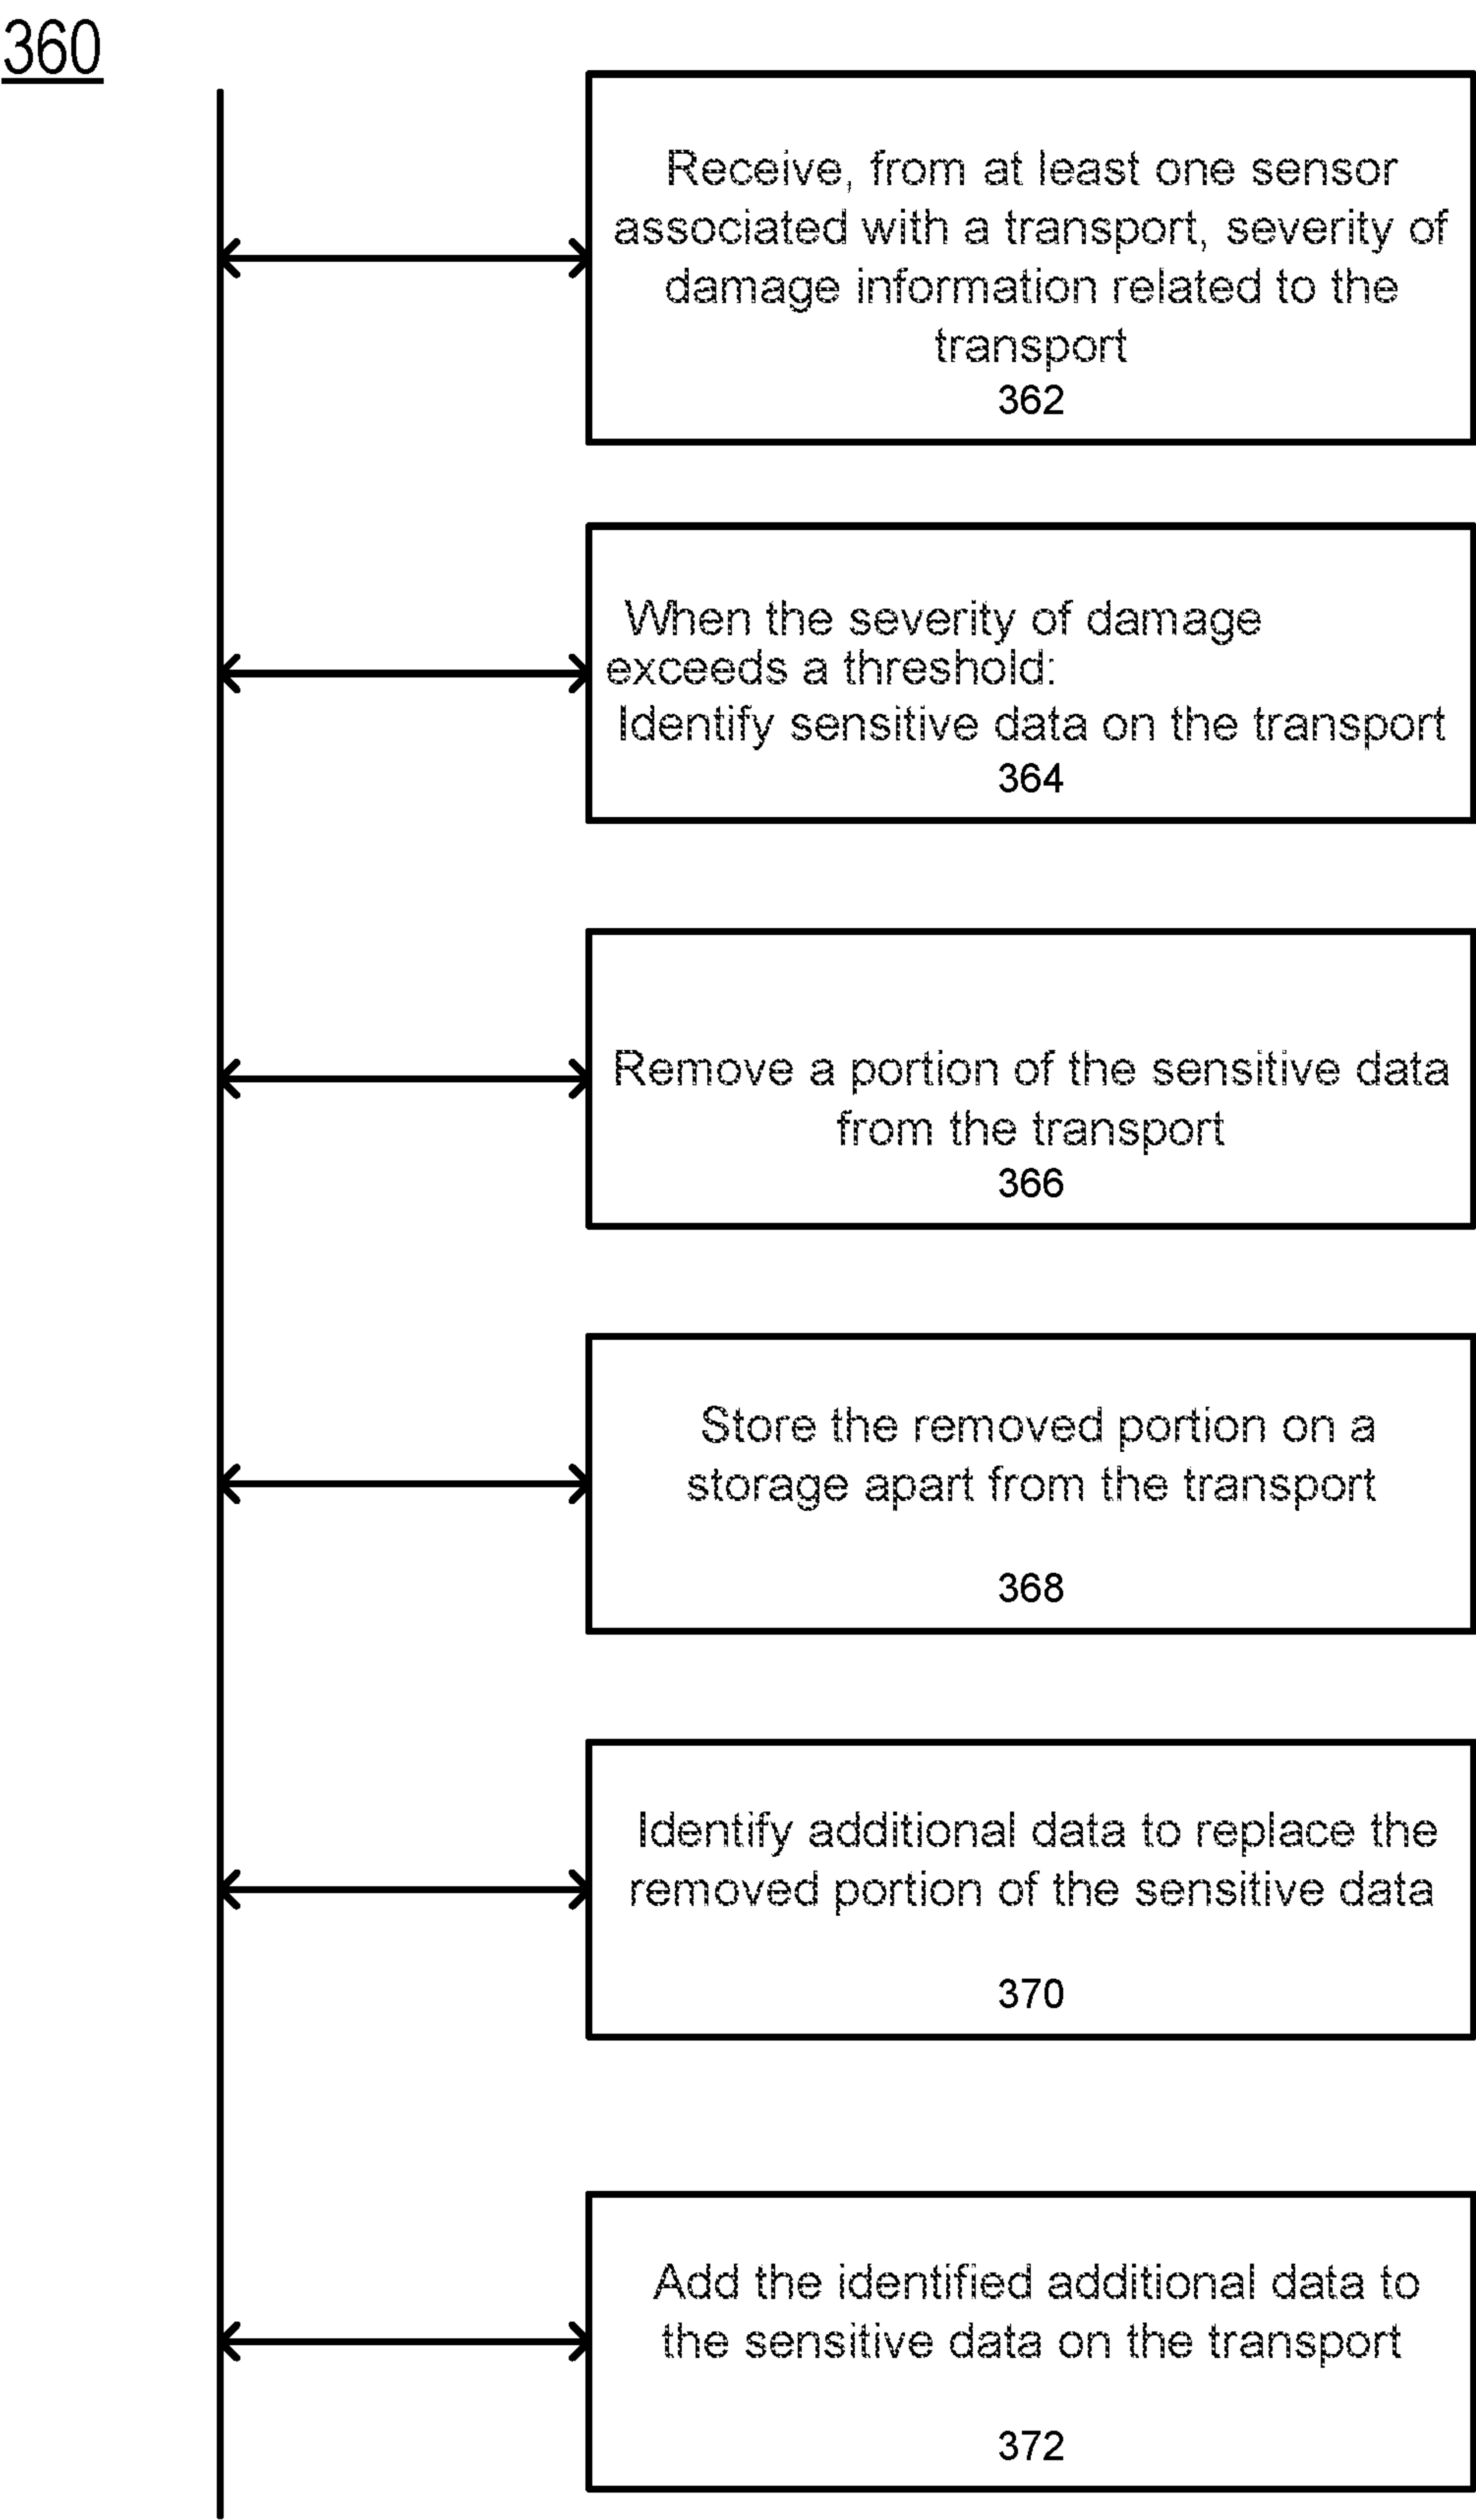 360
Receive, from at least one sensor
associated with a transport, severity of
damage information related to the
transport
362
When the severity of damage
exceeds a threshold:
Identify sensitive data on the transport
364
Remove a portion of the sensitive data
from the transport
366
Store the removed portion on a
storage apart from the transport
368
Identify additional data to replace the
removed portion of the sensitive data
370
Add the identified additional data to
the sensitive data on the transport
372